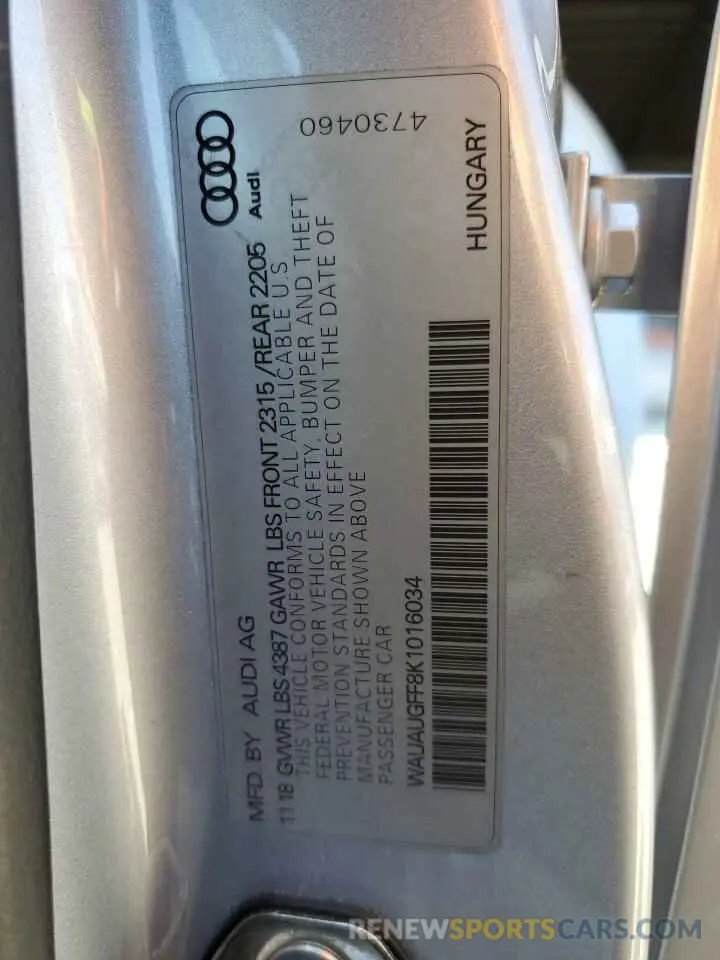 4730460
Audi
MFD. BY AUDI AG
11 18 GVWR LBS 4387 GAWR LBS FRONT 2315 /REAR 2205
THIS VEHICLE CONFORMS TO ALL APPLICABLE U.S
FEDERAL MOTOR VEHICLE SAFETY, BUMPER AND THEFT
PREVENTION STANDARDS IN EFFECT ON THE DATE OF
MANUFACTURE SHOWN ABOVE
PASSENGER CAR
WAUAUGFF8K1016034
HUNGARY
RENEWSPORTSCARS.COM